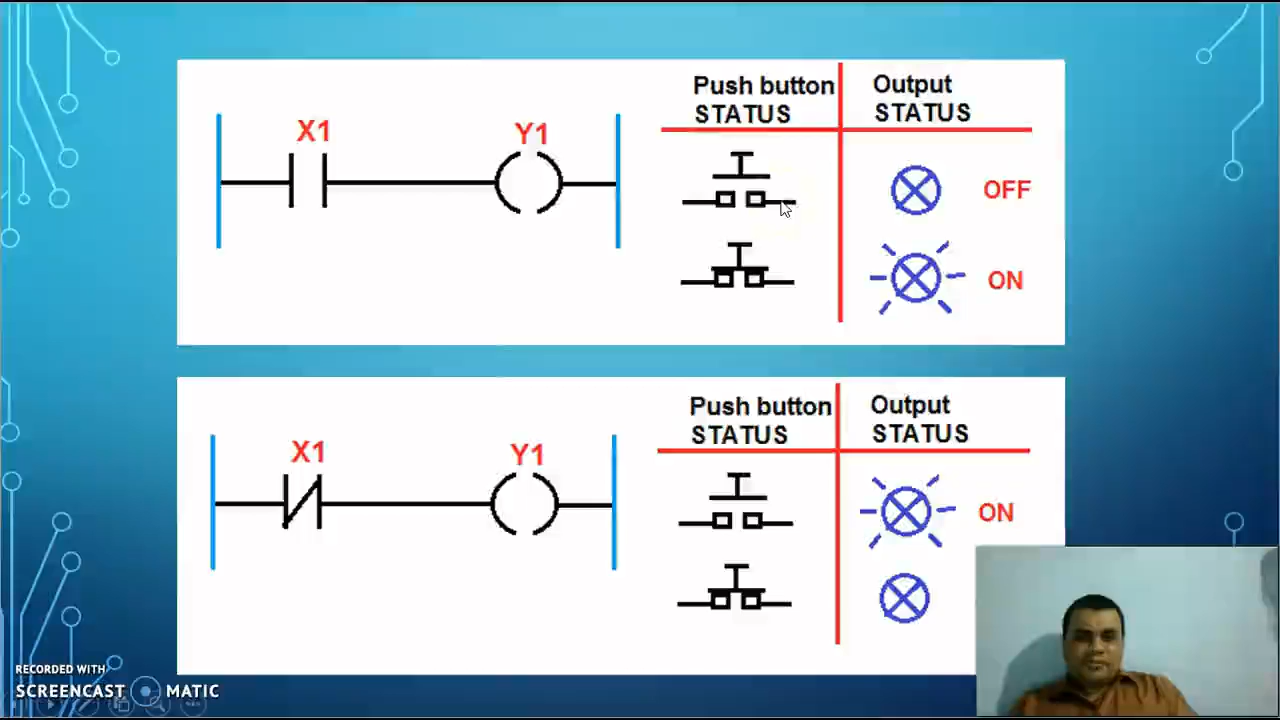 X1
Y1
Push button
STATUS
Output
STATUS
OFF
ON
X1
Y1
Push button
STATUS
Output
STATUS
ON
RECORDED WITH
SCREENCAST MATIC